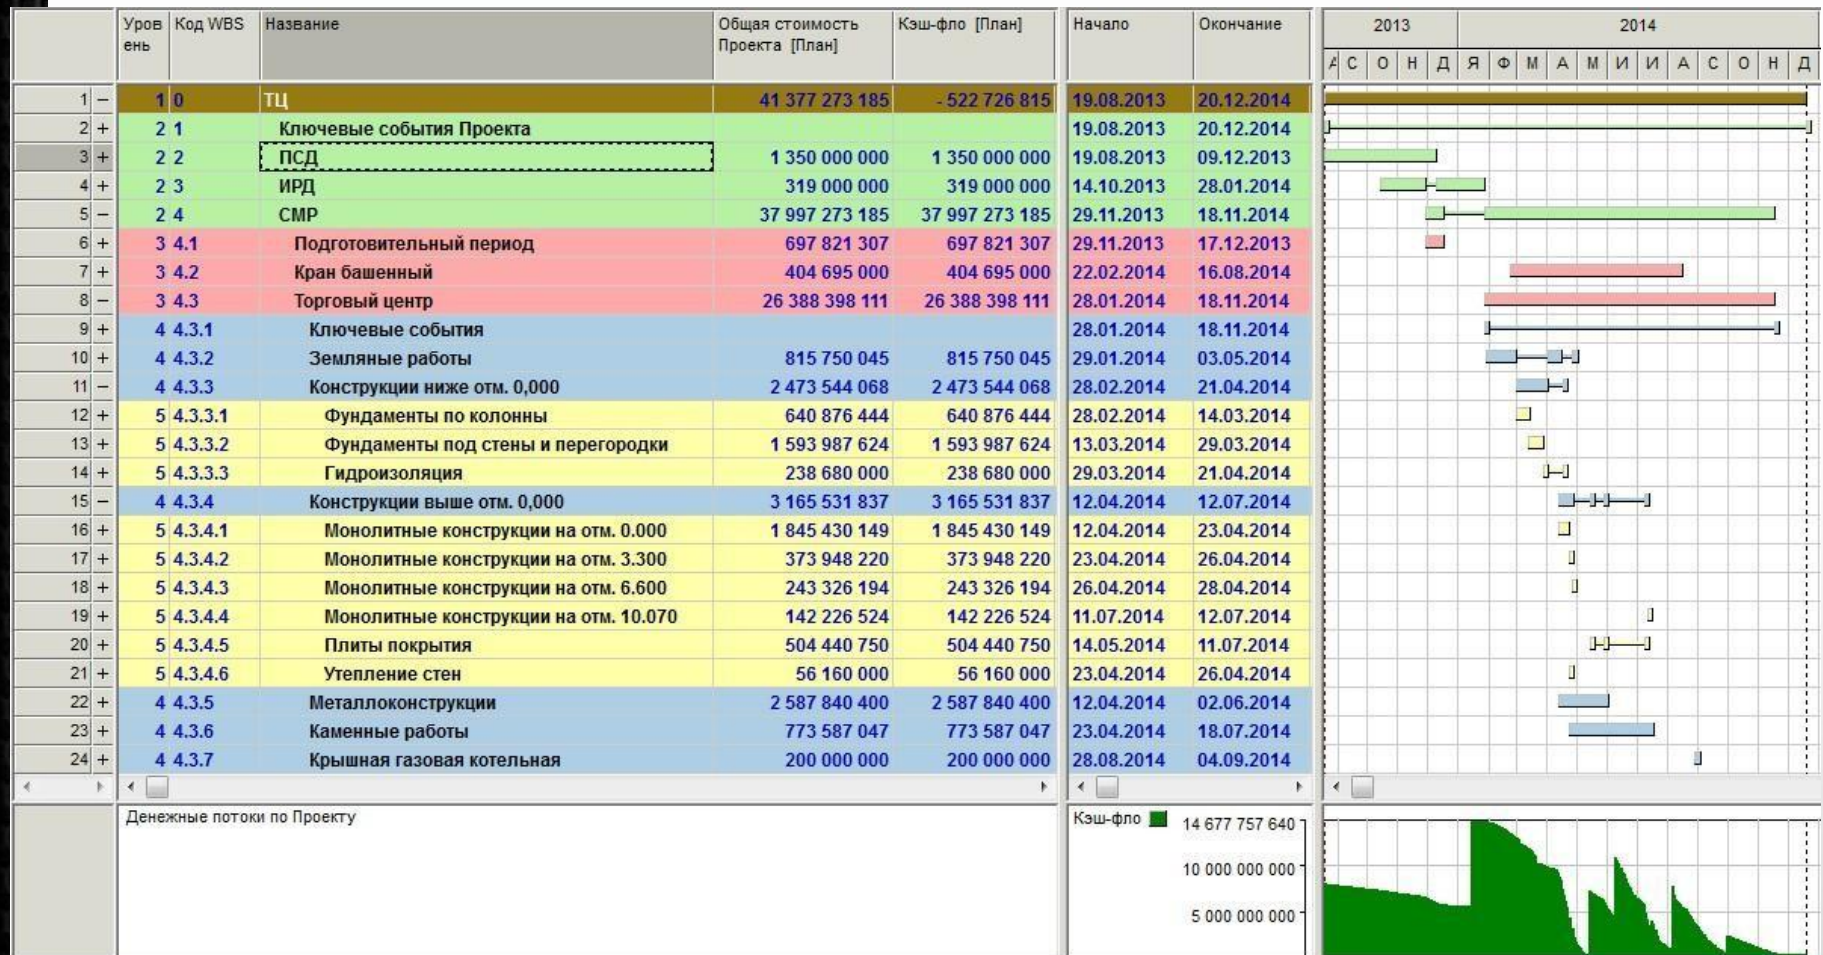 Уров
ень
Код WBS
Название
Общая стоимость
Проекта [План]
Кэш-фло [План]
Начало
Окончание
2013
2014
А С О Н Д Я Ф М А М И И А С О Н Д
1 – 1 0 ТЦ 41 377 273 185 - 522 726 815 19.08.2013 20.12.2014
2 + 2 1 Ключевые события Проекта 19.08.2013 20.12.2014
3 + 2 2 ПСД 1 350 000 000 1 350 000 000 19.08.2013 09.12.2013
4 + 2 3 ИРД 319 000 000 319 000 000 14.10.2013 28.01.2014
5 – 2 4 СМР 37 997 273 185 37 997 273 185 29.11.2013 18.11.2014
6 + 3 4.1 Подготовительный период 697 821 307 697 821 307 29.11.2013 17.12.2013
7 + 3 4.2 Кран башенный 404 695 000 404 695 000 22.02.2014 16.08.2014
8 – 3 4.3 Торговый центр 26 388 398 111 26 388 398 111 28.01.2014 18.11.2014
9 + 4 4.3.1 Ключевые события 28.01.2014 18.11.2014
10 + 4 4.3.2 Земляные работы 815 750 045 815 750 045 29.01.2014 03.05.2014
11 – 4 4.3.3 Конструкции ниже отм. 0,000 2 473 544 068 2 473 544 068 28.02.2014 21.04.2014
12 + 5 4.3.3.1 Фундаменты по колонны 640 876 444 640 876 444 28.02.2014 14.03.2014
13 + 5 4.3.3.2 Фундаменты под стены и перегородки 1 593 987 624 1 593 987 624 13.03.2014 29.03.2014
14 + 5 4.3.3.3 Гидроизоляция 238 680 000 238 680 000 29.03.2014 21.04.2014
15 – 4 4.3.4 Конструкции выше отм. 0,000 3 165 531 837 3 165 531 837 12.04.2014 12.07.2014
16 + 5 4.3.4.1 Монолитные конструкции на отм. 0.000 1 845 430 149 1 845 430 149 12.04.2014 23.04.2014
17 + 5 4.3.4.2 Монолитные конструкции на отм. 3.300 373 948 220 373 948 220 23.04.2014 26.04.2014
18 + 5 4.3.4.3 Монолитные конструкции на отм. 6.600 243 326 194 243 326 194 26.04.2014 28.04.2014
19 + 5 4.3.4.4 Монолитные конструкции на отм. 10.070 142 226 524 142 226 524 11.07.2014 12.07.2014
20 + 5 4.3.4.5 Плиты покрытия 504 440 750 504 440 750 14.05.2014 11.07.2014
21 + 5 4.3.4.6 Утепление стен 56 160 000 56 160 000 23.04.2014 26.04.2014
22 + 4 4.3.5 Металлоконструкции 2 587 840 400 2 587 840 400 12.04.2014 02.06.2014
23 + 4 4.3.6 Каменные работы 773 587 047 773 587 047 23.04.2014 18.07.2014
24 + 4 4.3.7 Крышная газовая котельная 200 000 000 200 000 000 28.08.2014 04.09.2014
Денежные потоки по Проекту
Кэш-фло 14 677 757 640
10 000 000 000
5 000 000 000